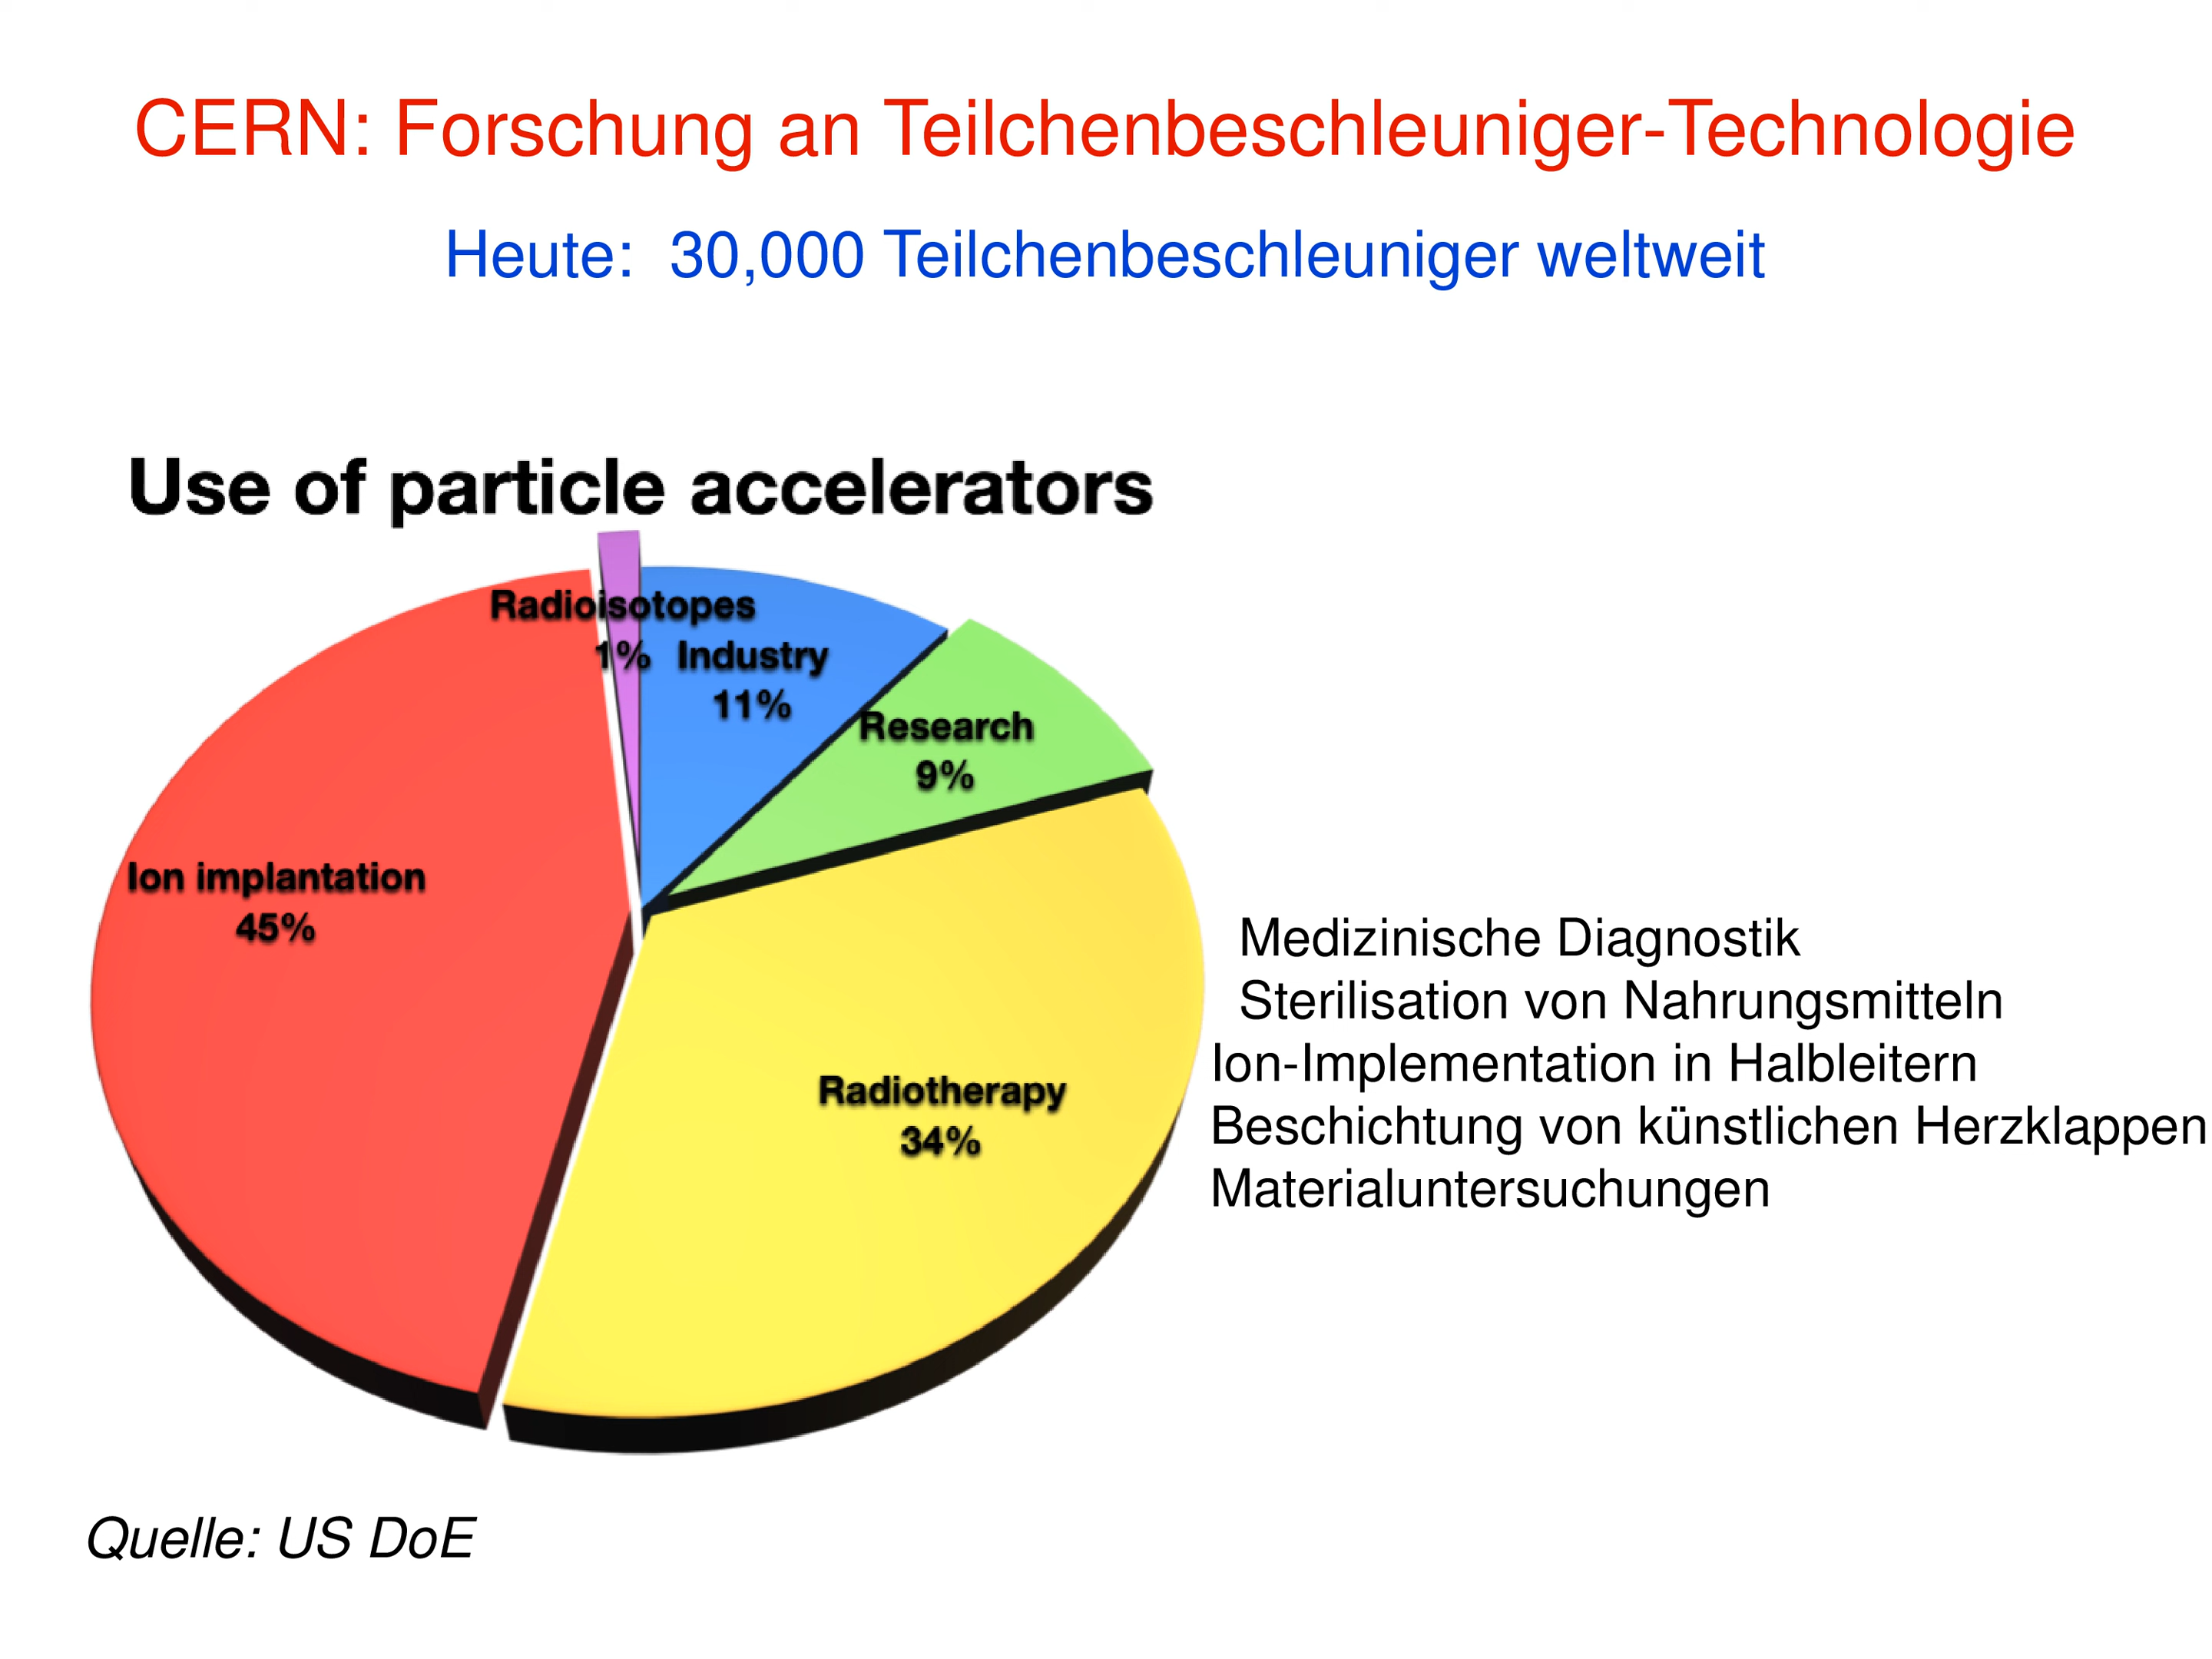 CERN: Forschung an Teilchenbeschleuniger-Technologie
Heute: 30,000 Teilchenbeschleuniger weltweit
Use of particle accelerators
Radioisotopes
1%
Industry
11%
Research
9%
Ion implantation
45%
Radiotherapy
34%
Medizinische Diagnostik
Sterilisation von Nahrungsmitteln
Ion-Implementation in Halbleitern
Beschichtung von künstlichen Herzklappen
Materialuntersuchungen
Quelle: US DoE